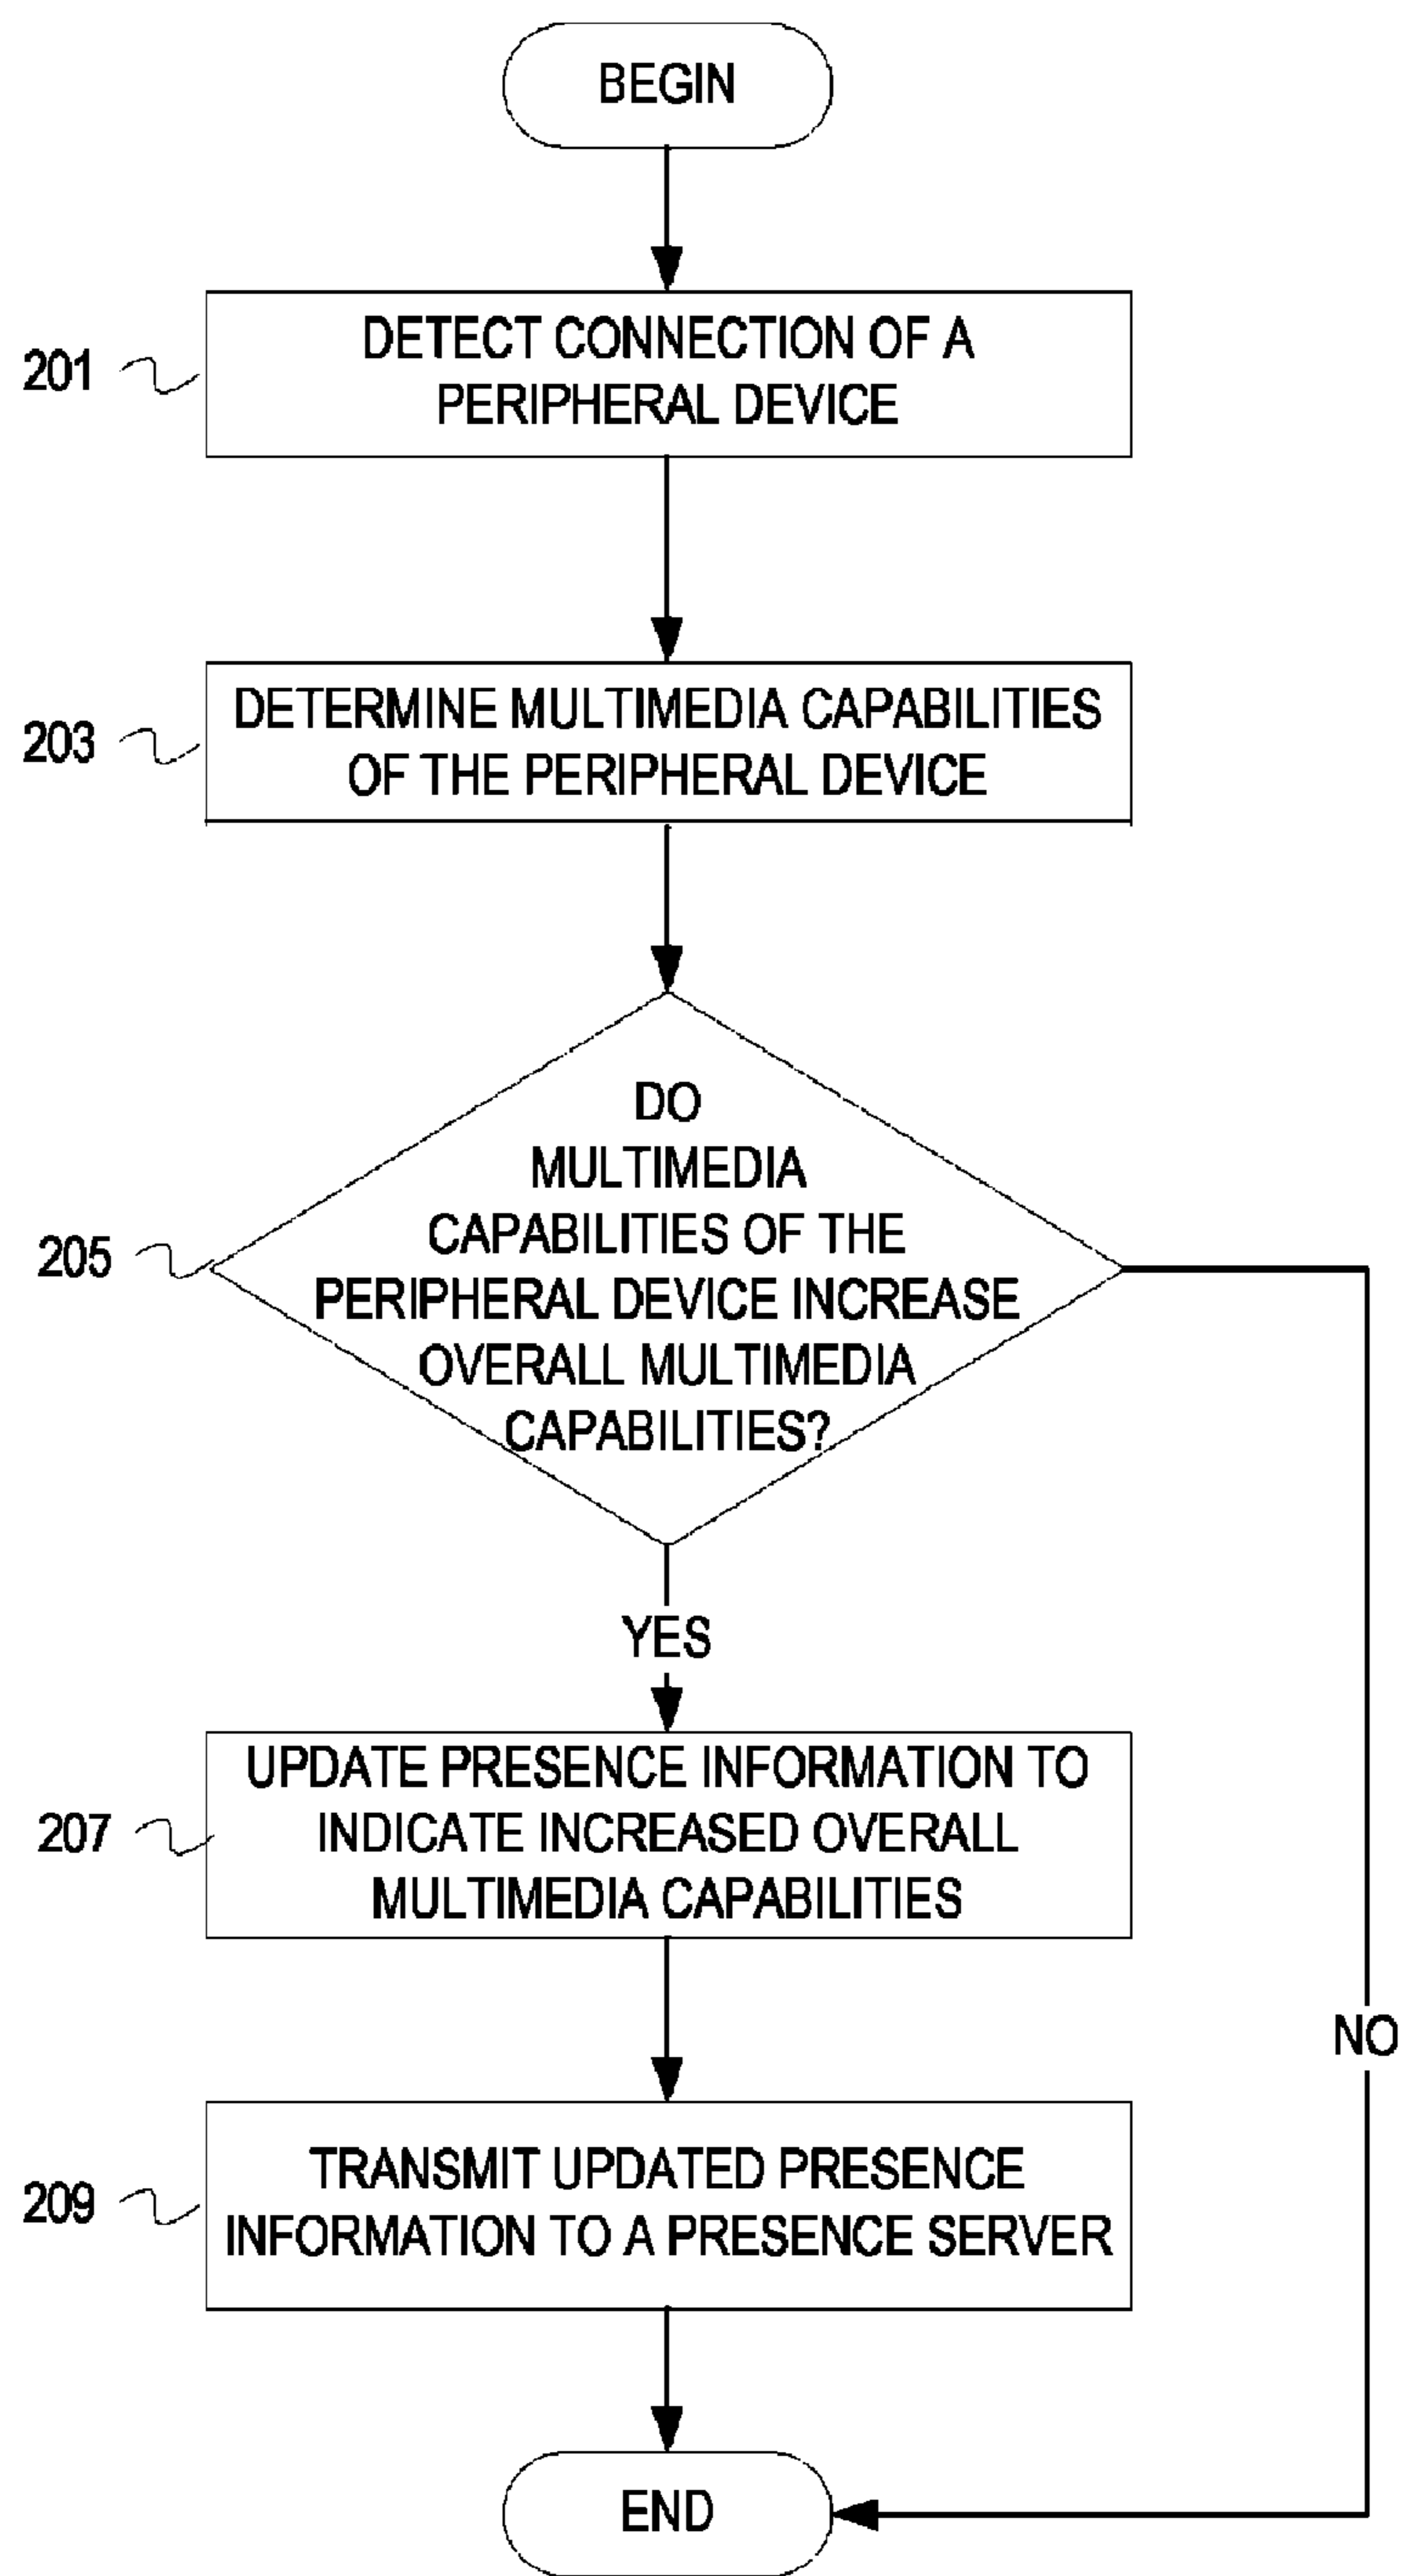 BEGIN
201
DETECT CONNECTION OF A
PERIPHERAL DEVICE
203
DETERMINE MULTIMEDIA CAPABILITIES
OF THE PERIPHERAL DEVICE
205
DO
MULTIMEDIA
CAPABILITIES OF THE
PERIPHERAL DEVICE INCREASE
OVERALL MULTIMEDIA
CAPABILITIES?
YES
207
UPDATE PRESENCE INFORMATION TO
INDICATE INCREASED OVERALL
MULTIMEDIA CAPABILITIES
NO
209
TRANSMIT UPDATED PRESENCE
INFORMATION TO A PRESENCE SERVER
END